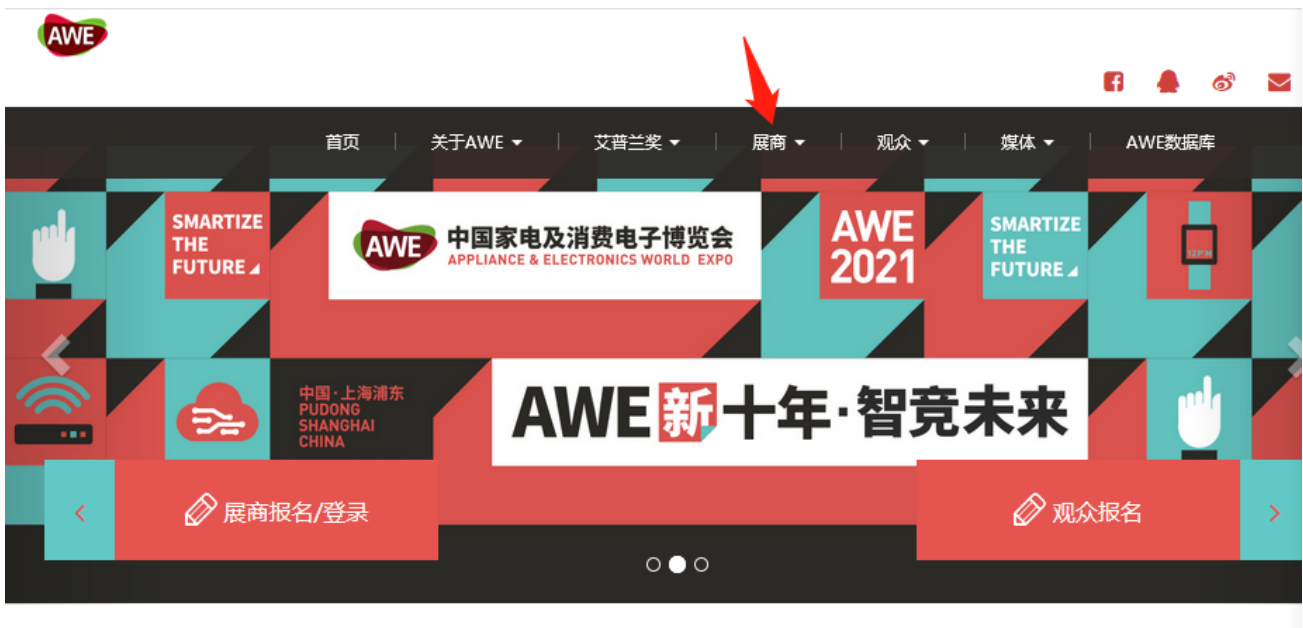 AWE
首页
关于AWE
艾普兰奖
展商
观众
媒体
AWE数据库
SMARTIZE
THE
FUTURE
AWE
中国家电及消费电子博览会
APPLIANCE & ELECTRONICS WORLD EXPO
AWE
2021
SMARTIZE
THE
FUTURE
中国·上海浦东
PUDONG
SHANGHAI
CHINA
AWE新十年·智竞未来
展商报名/登录
观众报名